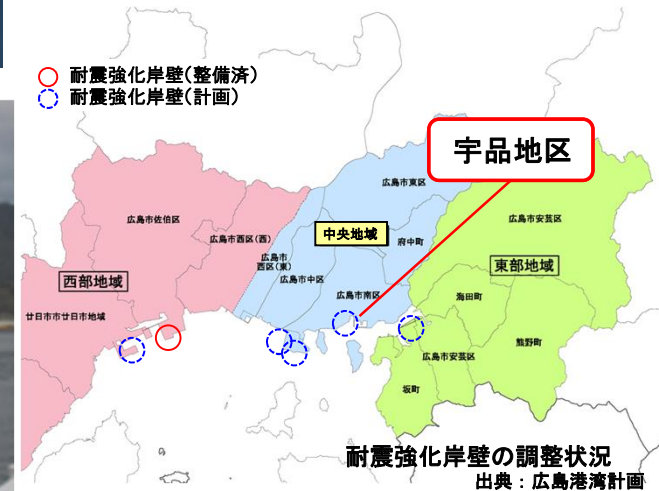 耐震強化岸壁(整備済)
耐震強化岸壁(計画)
宇品地区
広島市東区
広島市佐伯区
広島市西区(西)
広島市安芸区
中央地域
府中町
広島市
西区(東)
広島市中区
西部地域
東部地域
広島市南区
海田町
廿日市市廿日市地域
熊野町
広島市安芸区
坂町
耐震強化岸壁の調整状況
出典：広島港湾計画